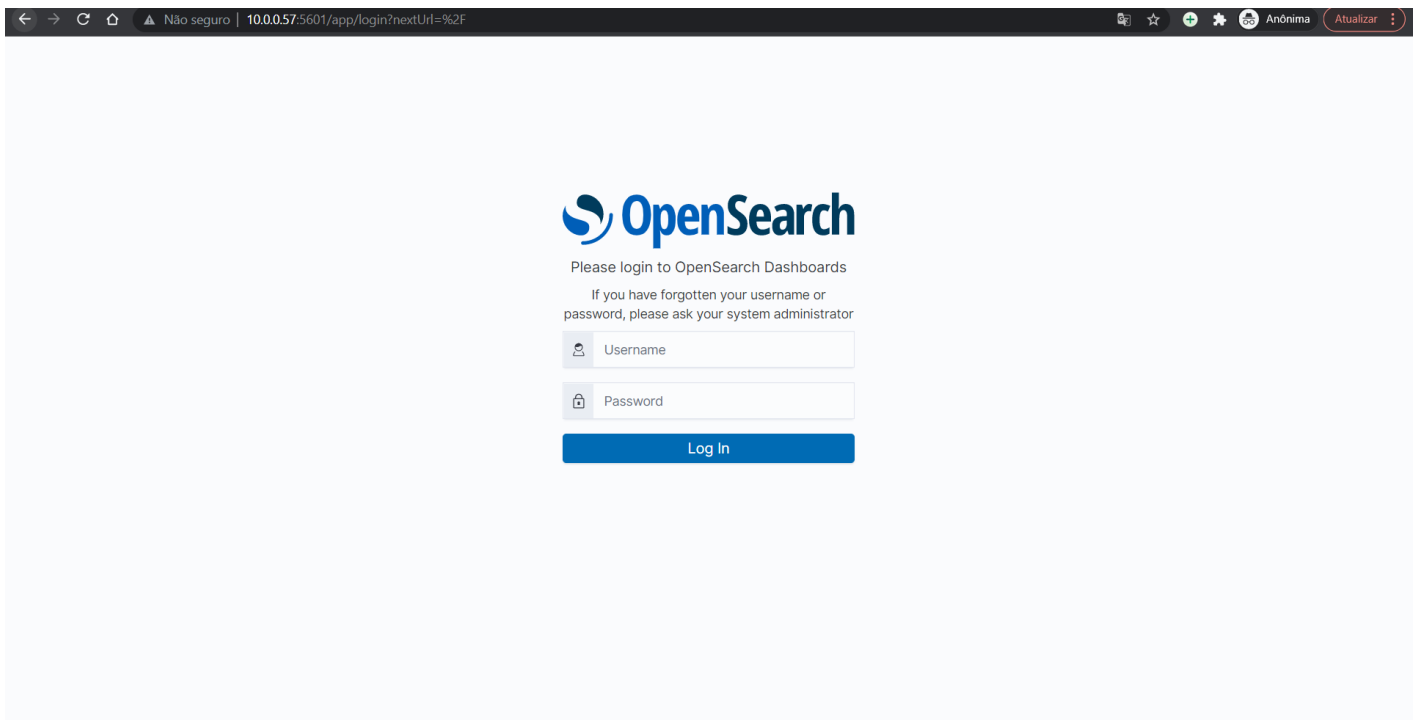 Não seguro | 10.0.0.57:5601/app/login?nextUrl=%2F
Anônima
Atualizar
OpenSearch
Please login to OpenSearch Dashboards
If you have forgotten your username or
password, please ask your system administrator
Username
Password
Log In